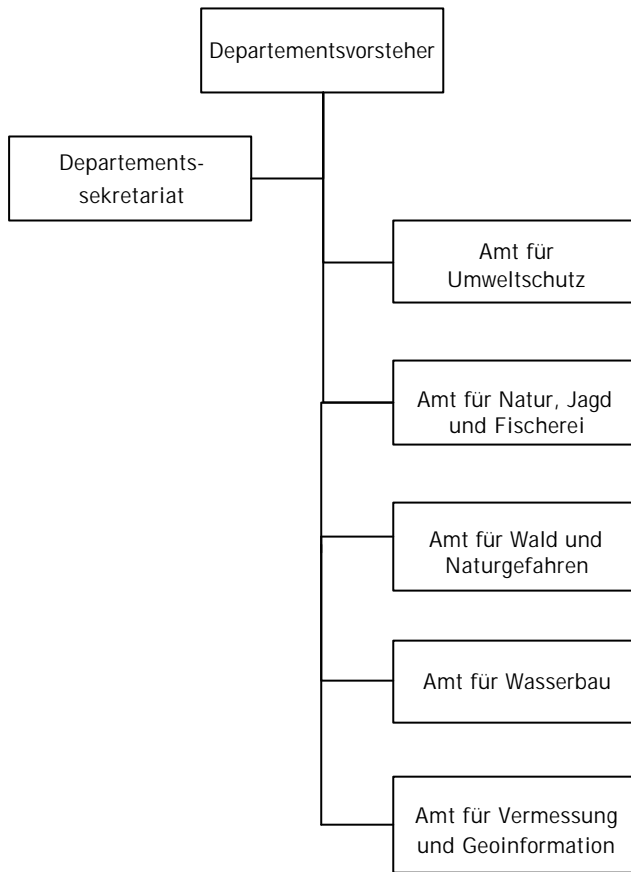 Departementsvorsteher
Departements-
sekretariat
Amt für
Umweltschutz
Amt für Natur, Jagd
und Fischerei
Amt für Wald und
Naturgefahren
Amt für Wasserbau
Amt für Vermessung
und Geoinformation